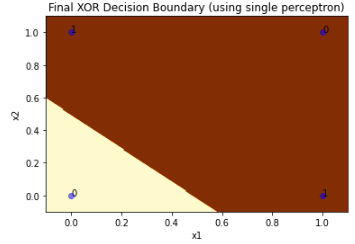 Final XOR Decision Boundary (using single perceptron)
1.0
0.8
0.6
0.4
0.2
0.0
x2
1
0
0
1
0.0 0.2 0.4 0.6 0.8 1.0
x1